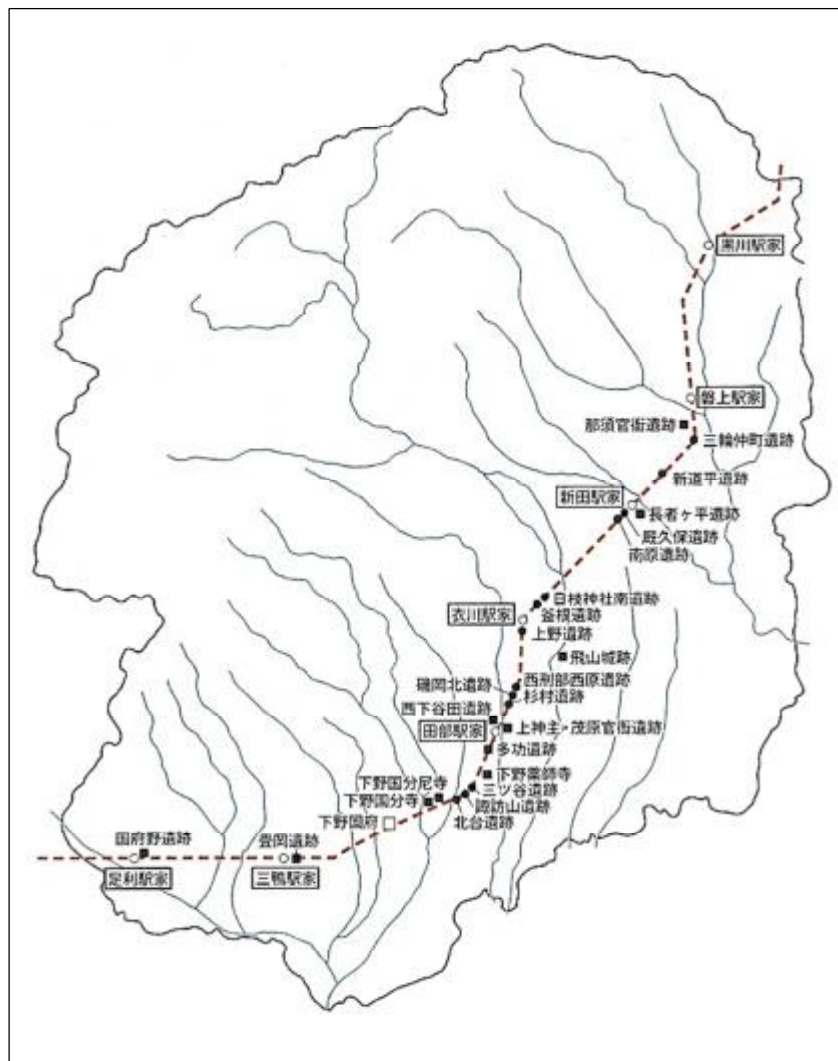 黒川駅家
磐上駅家
那須官衙遺跡
三輪仲町遺跡
新道平遺跡
新田駅家
長者ヶ平遺跡
厩久保遺跡
南原遺跡
日枝神社南遺跡
釜根遺跡
衣川駅家
上野遺跡
飛山城跡
西刑部西原遺跡
磯岡北遺跡
杉村遺跡
西下谷田遺跡
上神主・茂原官衙遺跡
田部駅家
多功遺跡
下野薬師寺
下野国分尼寺
三ツ谷遺跡
下野国分寺
諏訪山遺跡
下野国府
北台遺跡
国府野遺跡
畳岡遺跡
足利駅家
三鴨駅家